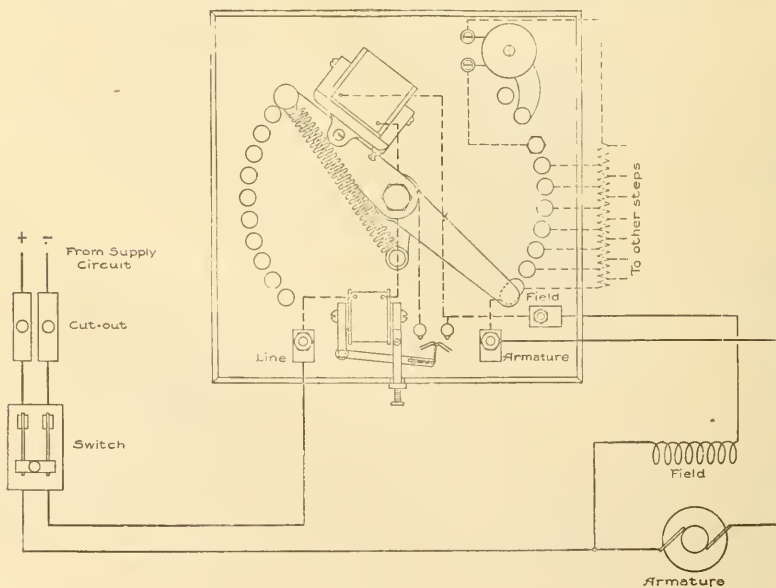 + -
From Supply
Circuit
Cut-out
Switch
Line
Field
Armature
To other steps
Field
Armature